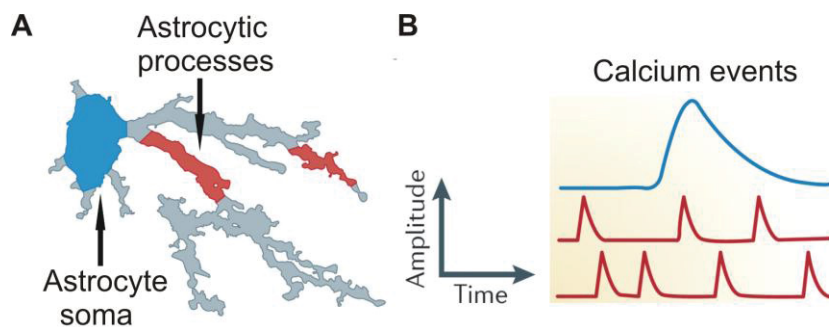 A
Astrocytic
processes
Astrocyte
soma
B
Calcium events
Amplitude
Time